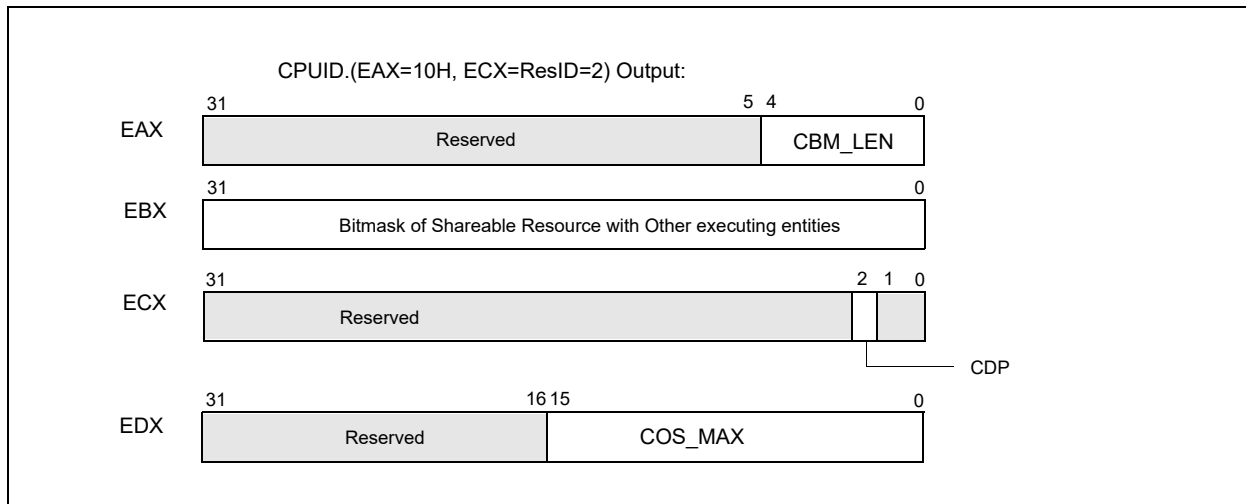 CPUID.(EAX=10H, ECX=ResID=2) Output:
31 5 4 0
EAX Reserved CBM_LEN
31 0
EBX Bitmask of Shareable Resource with Other executing entities
31 2 1 0
ECX Reserved
CDP
31 16 15 0
EDX Reserved COS_MAX